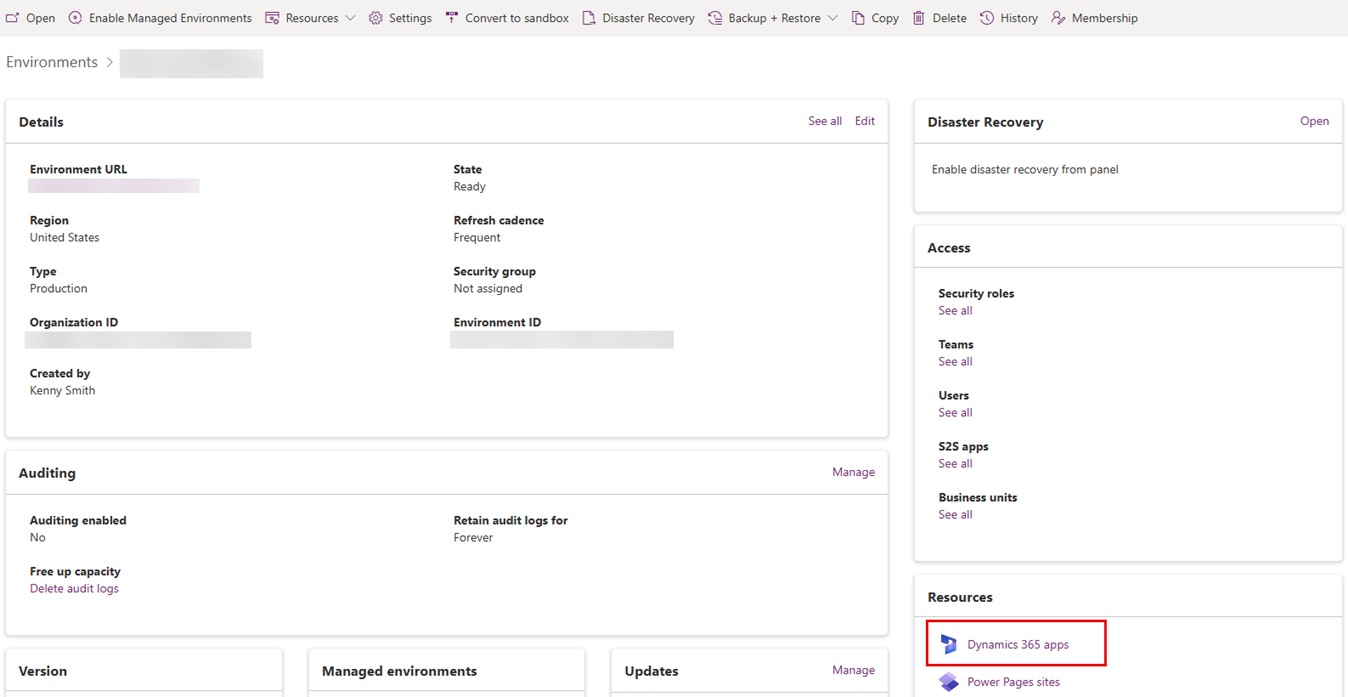 Open Enable Managed Environments Resources Settings Convert to sandbox Disaster Recovery Backup + Restore Copy Delete History Membership
Environments >
Details See all Edit
Environment URL State
Ready
Region Refresh cadence
United States Frequent
Type Security group
Production Not assigned
Organization ID Environment ID
Created by
Kenny Smith
Auditing Manage
Auditing enabled Retain audit logs for
No Forever
Free up capacity
Delete audit logs
Version
Managed environments
Updates Manage
Disaster Recovery Open
Enable disaster recovery from panel
Access
Security roles
See all
Teams
See all
Users
See all
S2S apps
See all
Business units
See all
Resources
Dynamics 365 apps
Power Pages sites